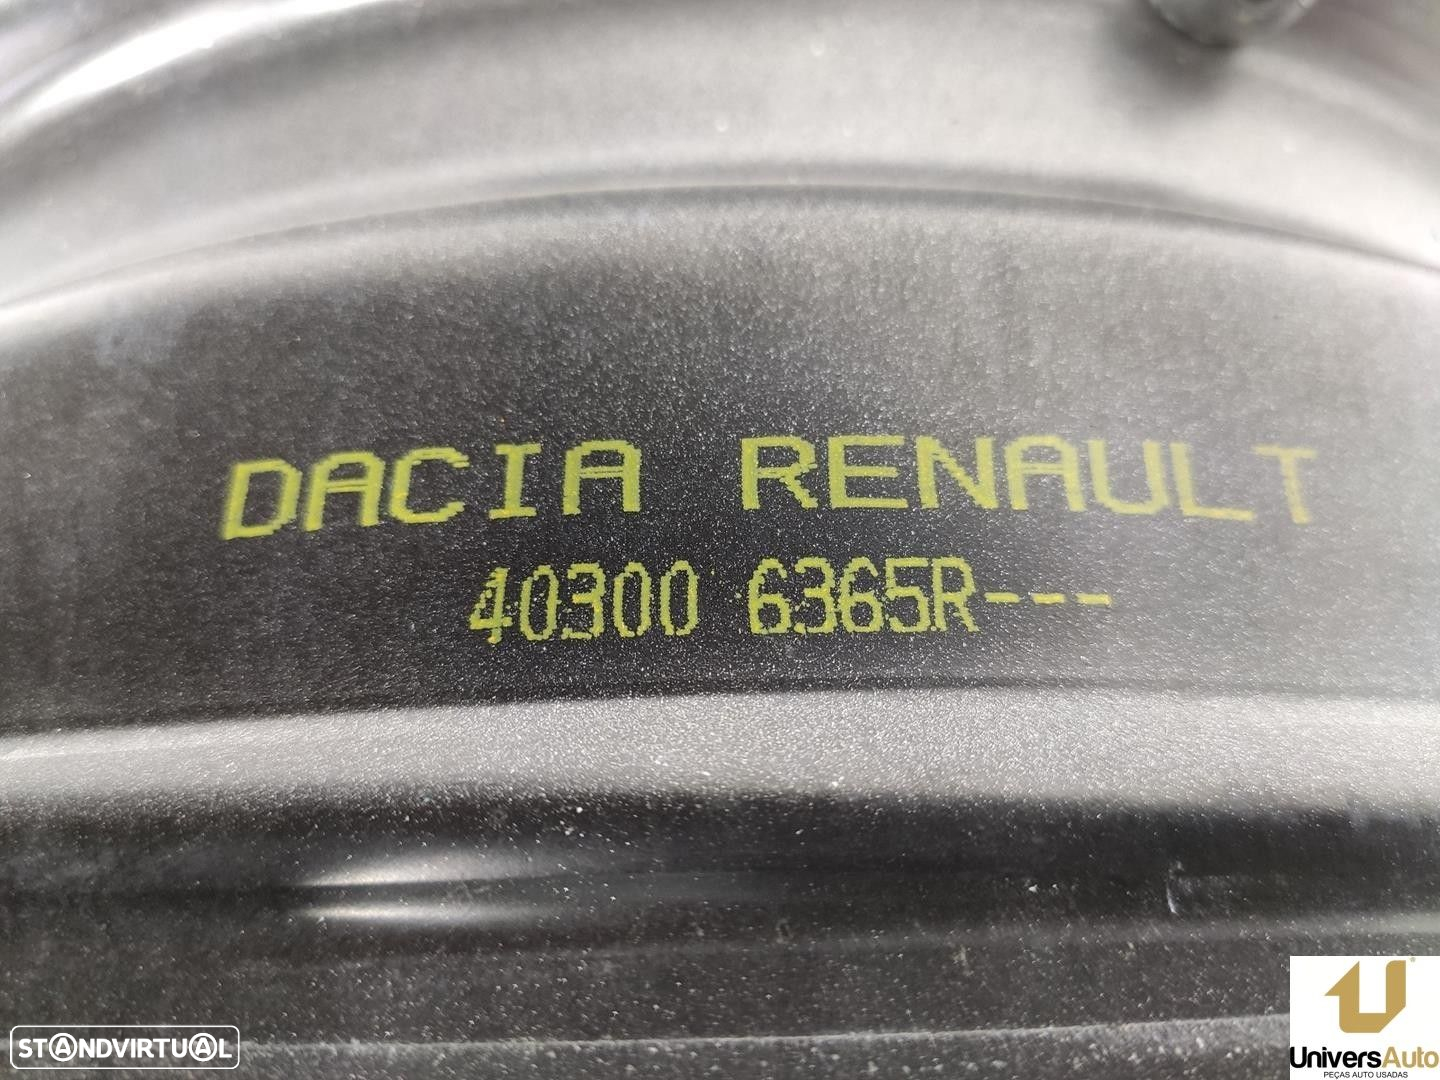 DACIA RENAULT
40300 6365R---
STANDVIRTUAL
UniversAuto
PEÇAS AUTO USADAS